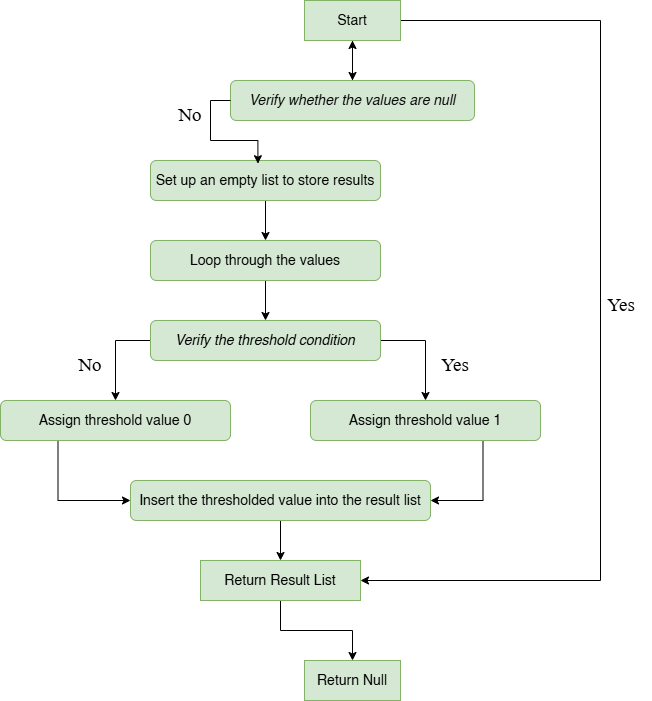 Start
Verify whether the values are null
No
Set up an empty list to store results
Loop through the values
Yes
Verify the threshold condition
No
Yes
Assign threshold value 0
Assign threshold value 1
Insert the thresholded value into the result list
Return Result List
Return Null